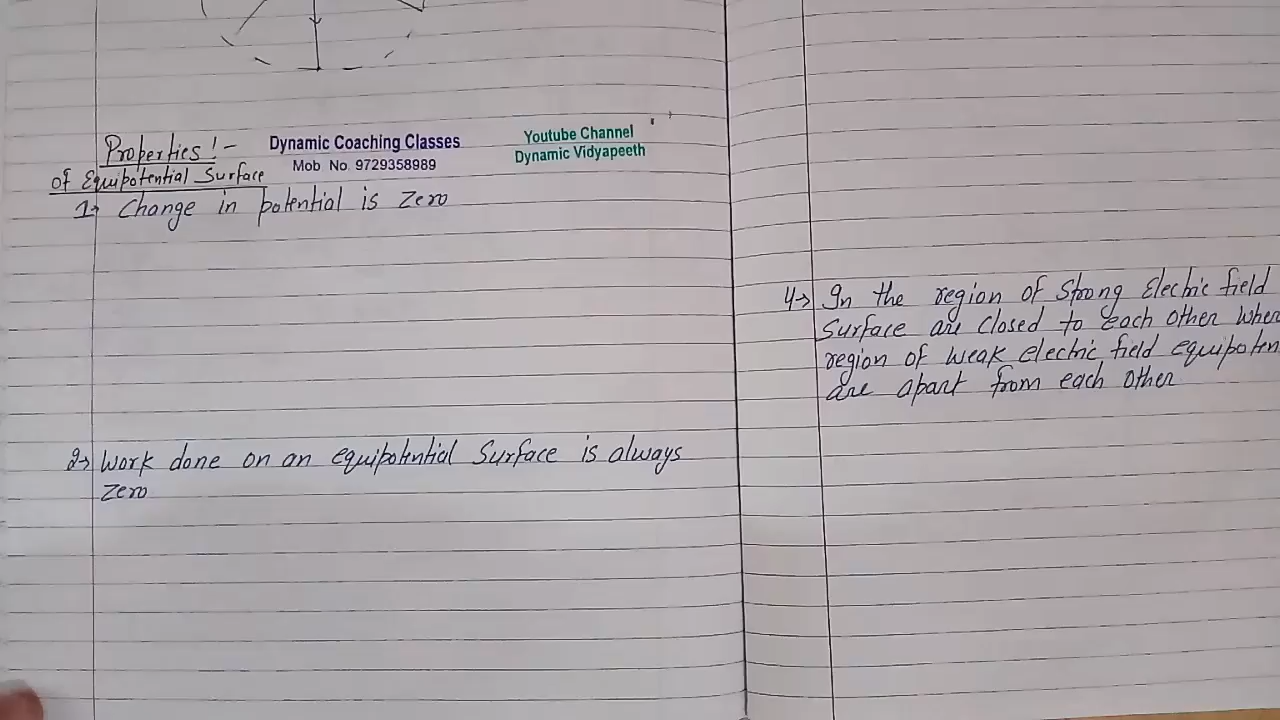 Properties !-
of Equipotential Surface
Dynamic Coaching Classes
Mob No 9729358989
Youtube Channel
Dynamic Vidyapeeth
1→ Change in potential is Zero
2→ Work done on an equipotential Surface is always
Zero
4→ In the region of Strong Electric field
Surface are closed to each other wher
region of weak electric field equipoten
are apart from each other